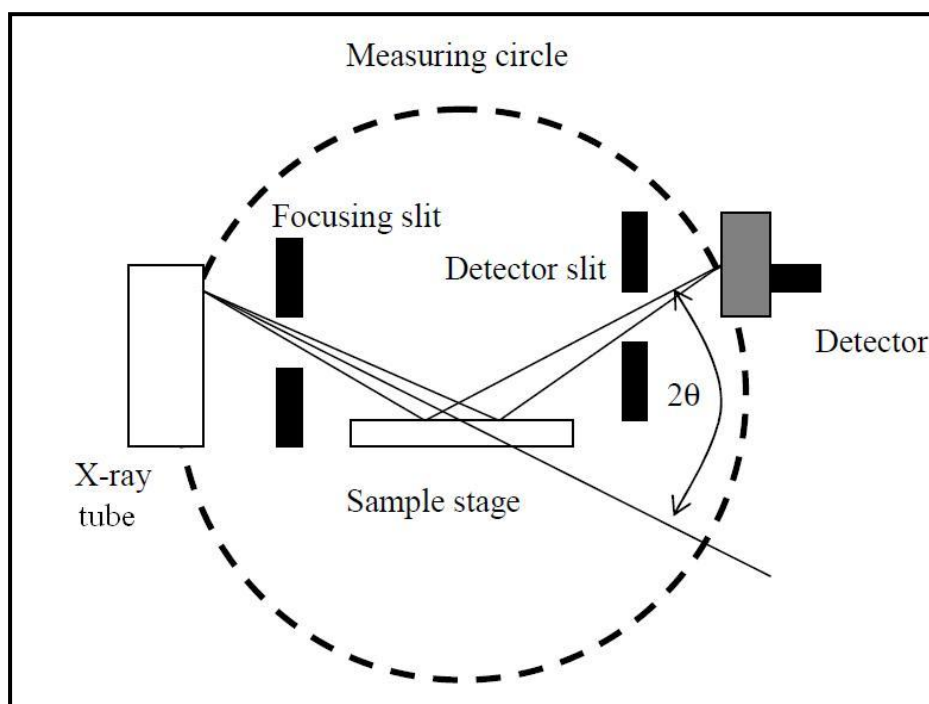 Measuring circle
Focusing slit
Detector slit
Detector
2θ
X-ray
tube
Sample stage